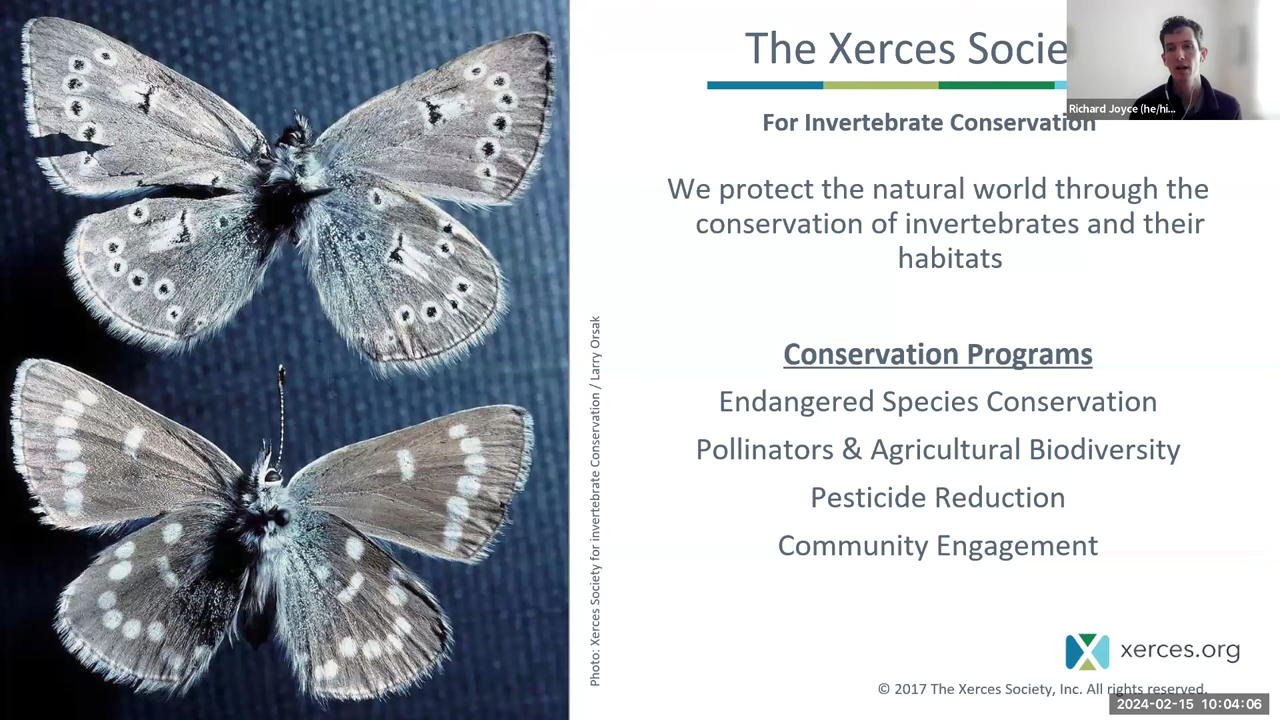 The Xerces Socie
Richard Joyce (he/hi...
For Invertebrate Conservation
We protect the natural world through the
conservation of invertebrates and their
habitats
Conservation Programs
Endangered Species Conservation
Pollinators & Agricultural Biodiversity
Pesticide Reduction
Community Engagement
Photo: Xerces Society for invertebrate Conservation / Larry Orsak
xerces.org
© 2017 The Xerces Society, Inc. All rights reserved.
2024-02-15 10:04:06